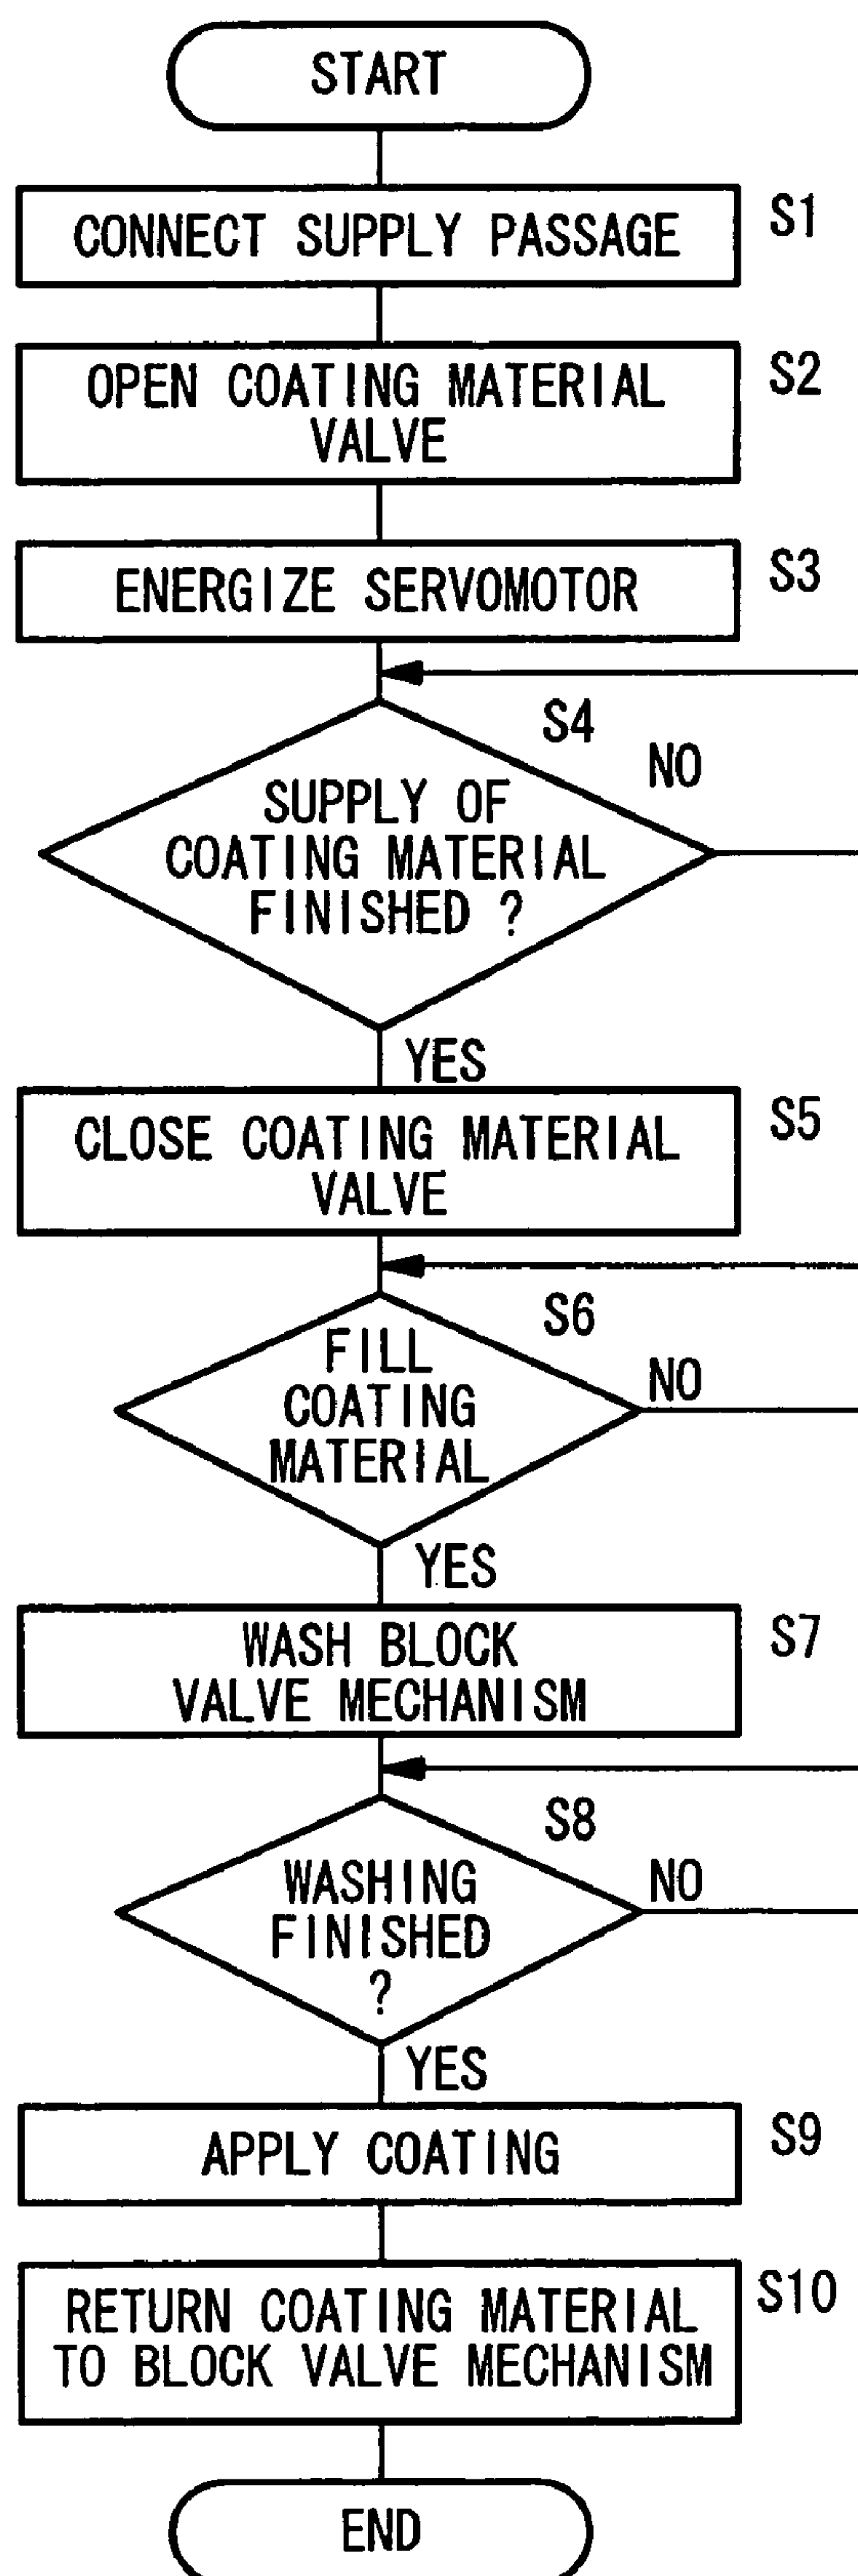 START
CONNECT SUPPLY PASSAGE
S1
OPEN COATING MATERIAL
VALVE
S2
ENERGIZE SERVOMOTOR
S3
S4
NO
SUPPLY OF
COATING MATERIAL
FINISHED ?
YES
CLOSE COATING MATERIAL
VALVE
S5
S6
NO
FILL
COATING
MATERIAL
YES
WASH BLOCK
VALVE MECHANISM
S7
S8
NO
WASHING
FINISHED
?
YES
APPLY COATING
S9
RETURN COATING MATERIAL
TO BLOCK VALVE MECHANISM
S10
END